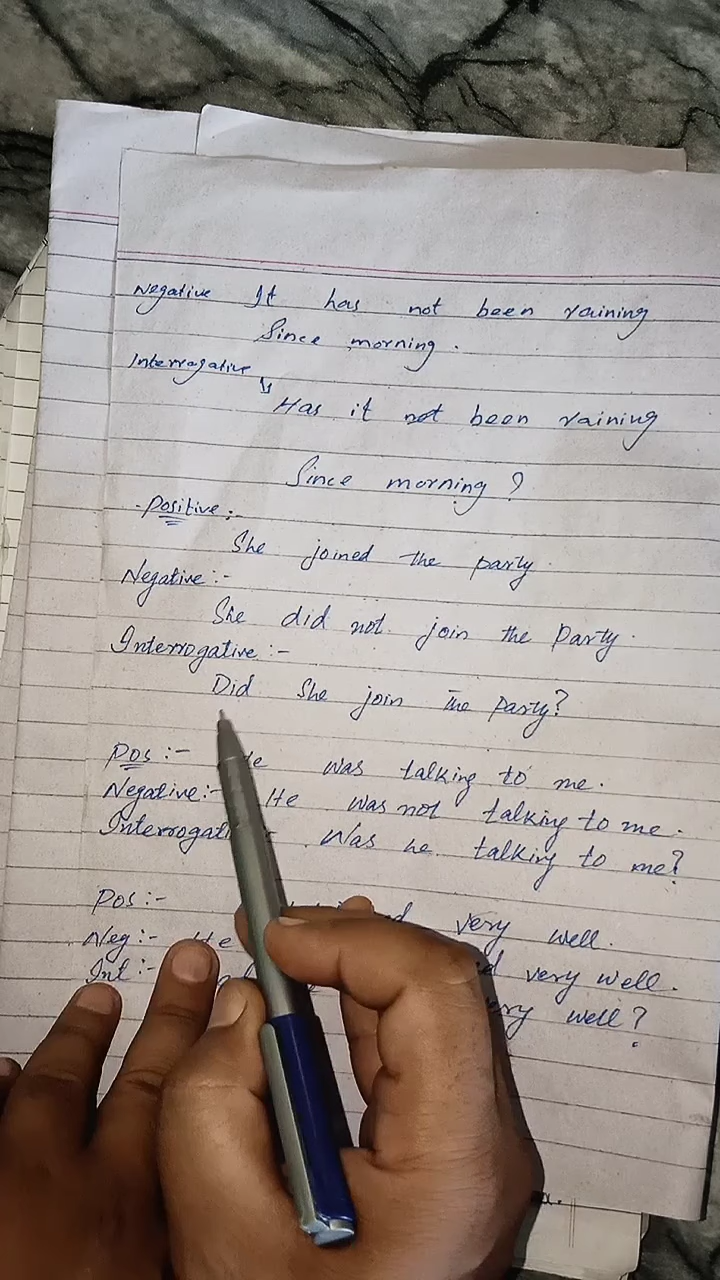 Negative It has not been raining
Since morning.
Interrogative
Has it not been raining
Since morning?
Positive:-
She joined the party.
Negative:-
She did not join the party.
Interrogative:-
Did she join the party?
Pos:- was talking to me.
Negative:- He was not talking to me.
Was he talking to me?
Pos:- very well.
Neg:- He very well.
Int:- well?